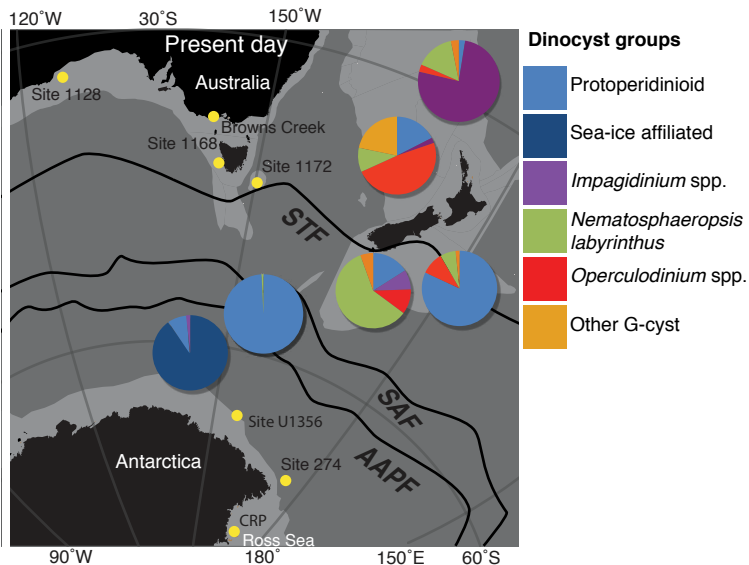 120˚W
30˚S
150˚W
Present day
Australia
Site 1128
Browns Creek
Site 1168
Site 1172
STF
SAF
AAPF
Site U1356
Antarctica
Site 274
CRP
Ross Sea
90˚W
180˚
150˚E
60˚S
Dinocyst groups
Protoperidinioid
Sea-ice affiliated
Impagidinium spp.
Nematosphaeropsis
labyrinthus
Operculodinium spp.
Other G-cyst